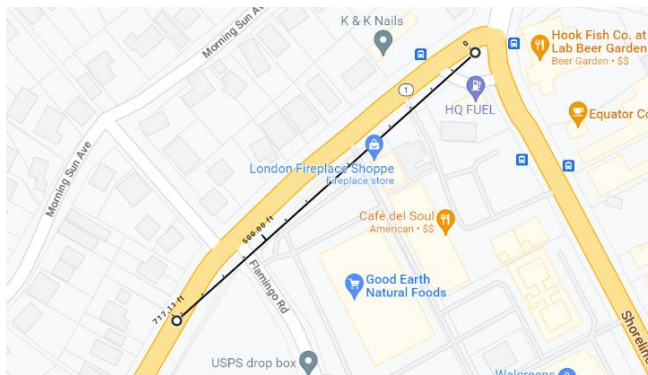 Morning Sun Ave
K & K Nails
0
Hook Fish Co. at
Lab Beer Garden
Beer Garden • $$
1
HQ FUEL
Equator Co
Morning Sun Ave
London Fireplace Shoppe
Fireplace store
Café del Soul
American • $$
500.00 ft
Flamingo Rd
Good Earth
Natural Foods
717.11 ft
Shoreline
USPS drop box
Walgreens